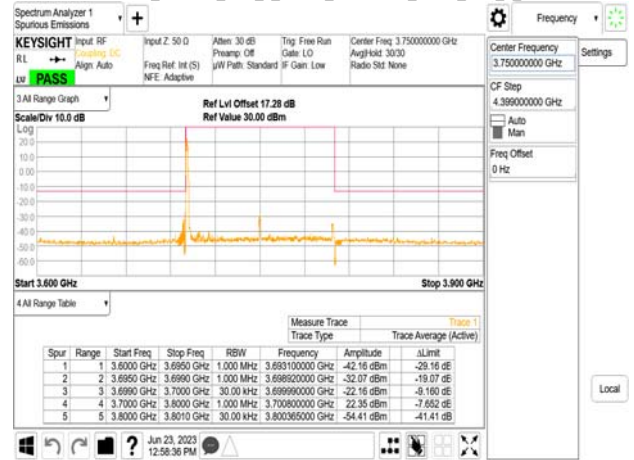 Spectrum Analyzer 1
Spurious Emissions
Frequency
KEYSIGHT
RL
LU PASS
Input: RF
Coupling: DC
Align: Auto
Input Z: 50 Ω
Freq Ref: Int (S)
NFE: Adaptive
Atten: 30 dB
Preamp: Off
µW Path: Standard
Trig: Free Run
Gate: LO
IF Gain: Low
Center Freq: 3.750000000 GHz
Avg|Hold: 30/30
Radio Std: None
Center Frequency
3.750000000 GHz
Settings
CF Step
4.399000000 GHz
Auto
Man
Freq Offset
0 Hz
3 All Range Graph
Scale/Div 10.0 dB
Ref Lvl Offset 17.28 dB
Ref Value 30.00 dBm
Log
20.0
10.0
0.00
-10.0
-20.0
-30.0
-40.0
-50.0
-60.0
Start 3.600 GHz
Stop 3.900 GHz
4 All Range Table
Measure Trace Trace 1
Trace Type Trace Average (Active)
Spur Range Start Freq Stop Freq RBW Frequency Amplitude ΔLimit
1 1 3.6000 GHz 3.6950 GHz 1.000 MHz 3.693100000 GHz -42.16 dBm -29.16 dB
2 2 3.6950 GHz 3.6990 GHz 1.000 MHz 3.698920000 GHz -32.07 dBm -19.07 dB
3 3 3.6990 GHz 3.7000 GHz 30.00 kHz 3.699990000 GHz -22.16 dBm -9.160 dB
4 4 3.7000 GHz 3.8000 GHz 1.000 MHz 3.700800000 GHz 22.35 dBm -7.652 dB
5 5 3.8000 GHz 3.8010 GHz 30.00 kHz 3.800365000 GHz -54.41 dBm -41.41 dB
Local
Jun 23, 2023
12:58:36 PM